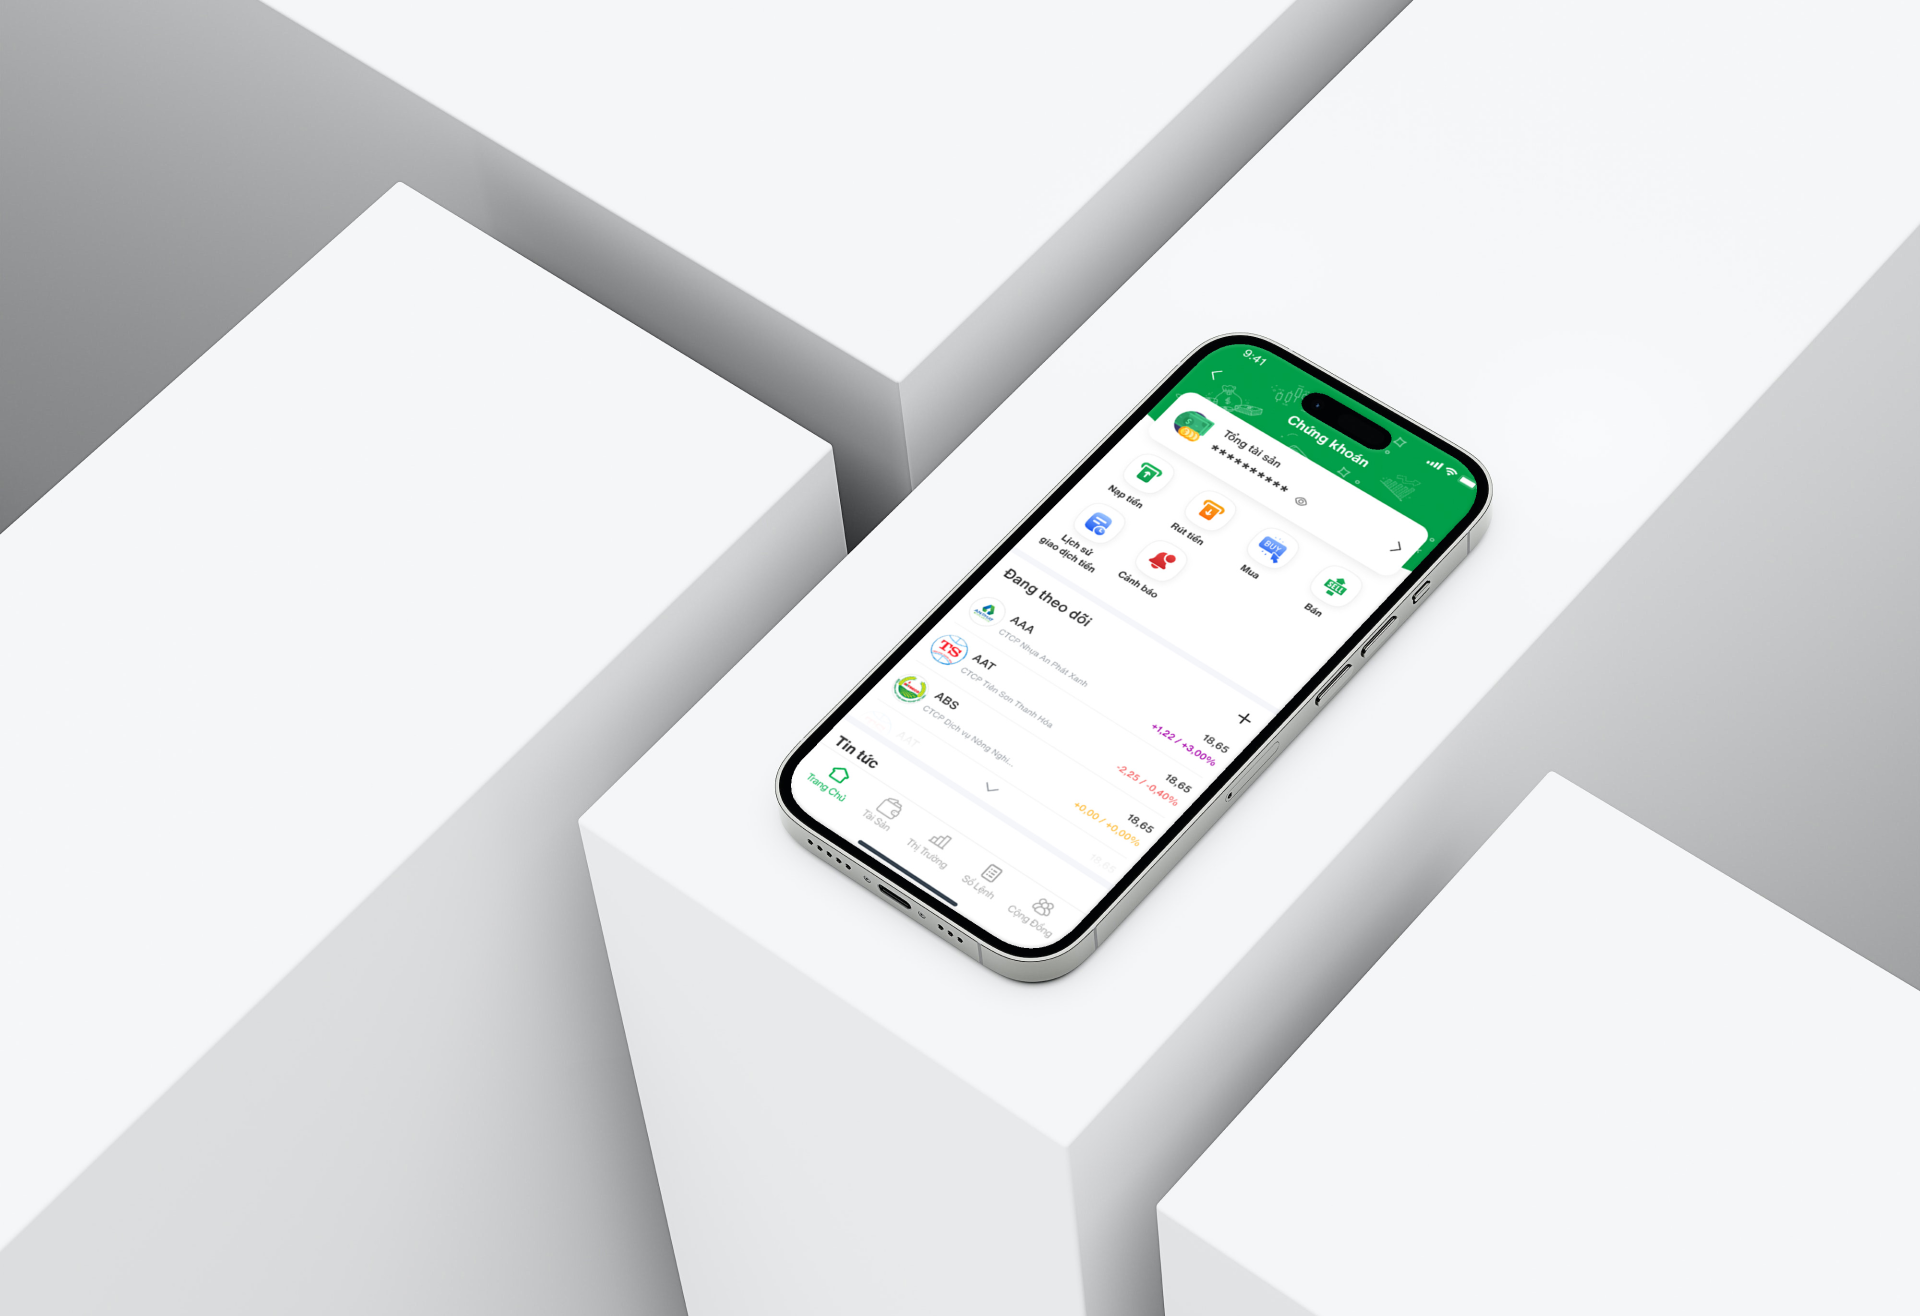 9:41
Chứng khoán
Tổng tài sản
**********
Nạp tiền
Rút tiền
BUY
Mua
SELL
Bán
Lịch sử
giao dịch tiền
Cảnh báo
Đang theo dõi
AAA
CTCP Nhựa An Phát Xanh
18,65
+1,22 / +3,00%
TS
AAT
CTCP Tiên Sơn Thanh Hóa
18,65
-2,25 / -0,40%
ABS
CTCP Dịch vụ Nông Nghi...
18,65
+0,00 / +0,00%
AAT
18,65
Tin tức
Trang Chủ
Tài Sản
Thị Trường
Sổ Lệnh
Cộng Đồng